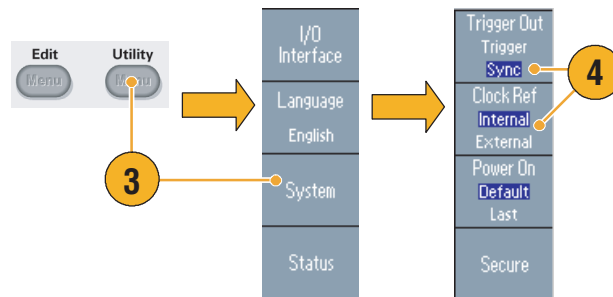 Edit
Utility
Menu
Menu
3
I/O
Interface
Language
English
System
Status
Trigger Out
Trigger
Sync
Clock Ref
Internal
External
Power On
Default
Last
Secure
4